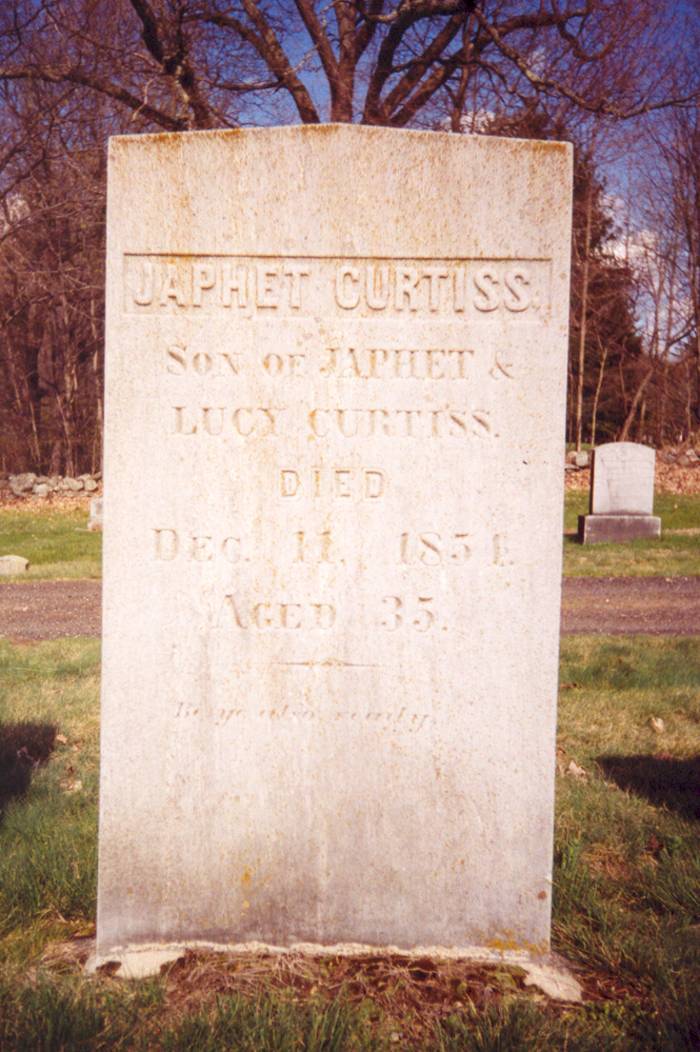 JAPHET CURTISS.
SON OF JAPHET &
LUCY CURTISS.
DIED
DEC. 11, 1851.
AGED 35.
Be ye also ready.